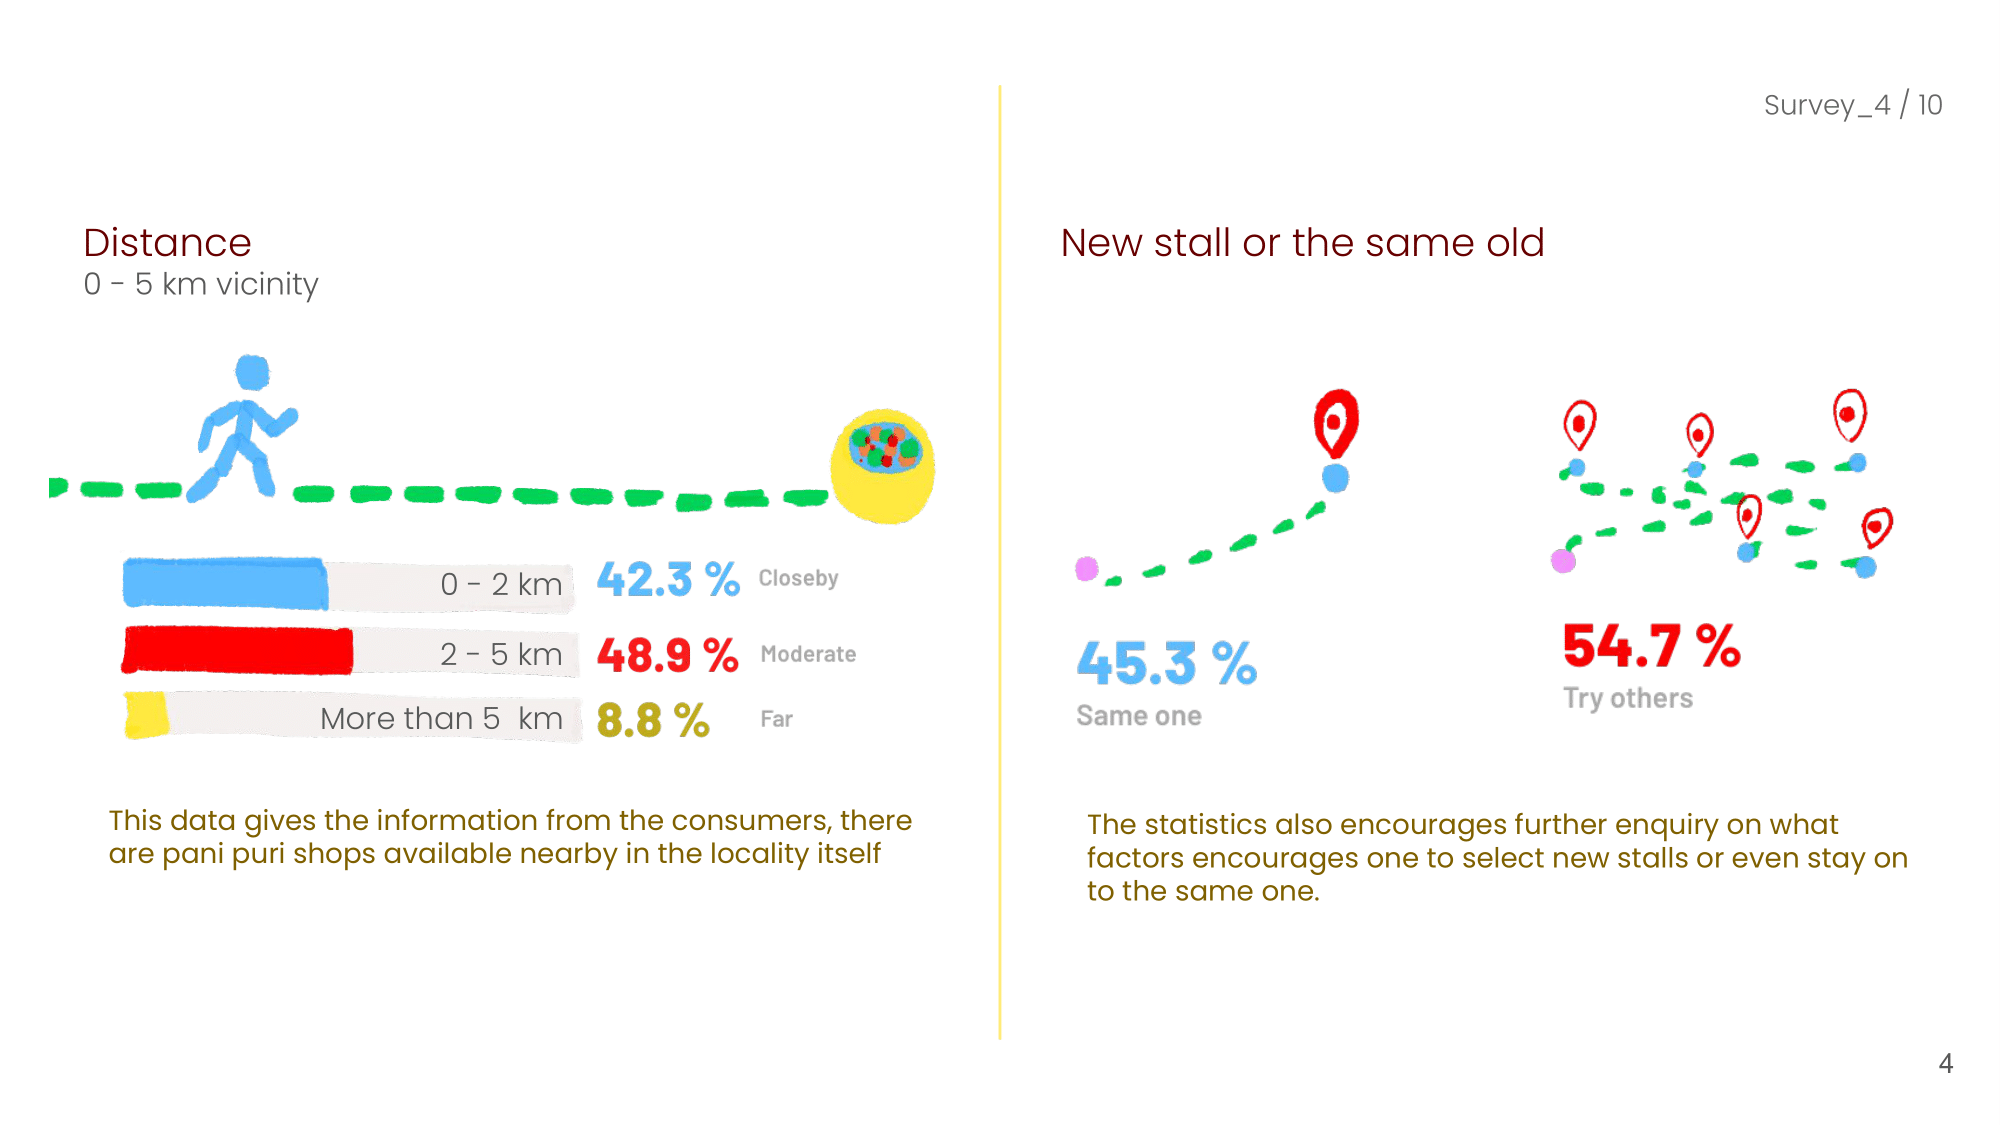 Survey_4 / 10
Distance
0 - 5 km vicinity
0 - 2 km 42.3 % Closeby
2 - 5 km 48.9 % Moderate
More than 5 km 8.8 % Far
This data gives the information from the consumers, there
are pani puri shops available nearby in the locality itself
New stall or the same old
45.3 %
Same one
54.7 %
Try others
The statistics also encourages further enquiry on what
factors encourages one to select new stalls or even stay on
to the same one.
4